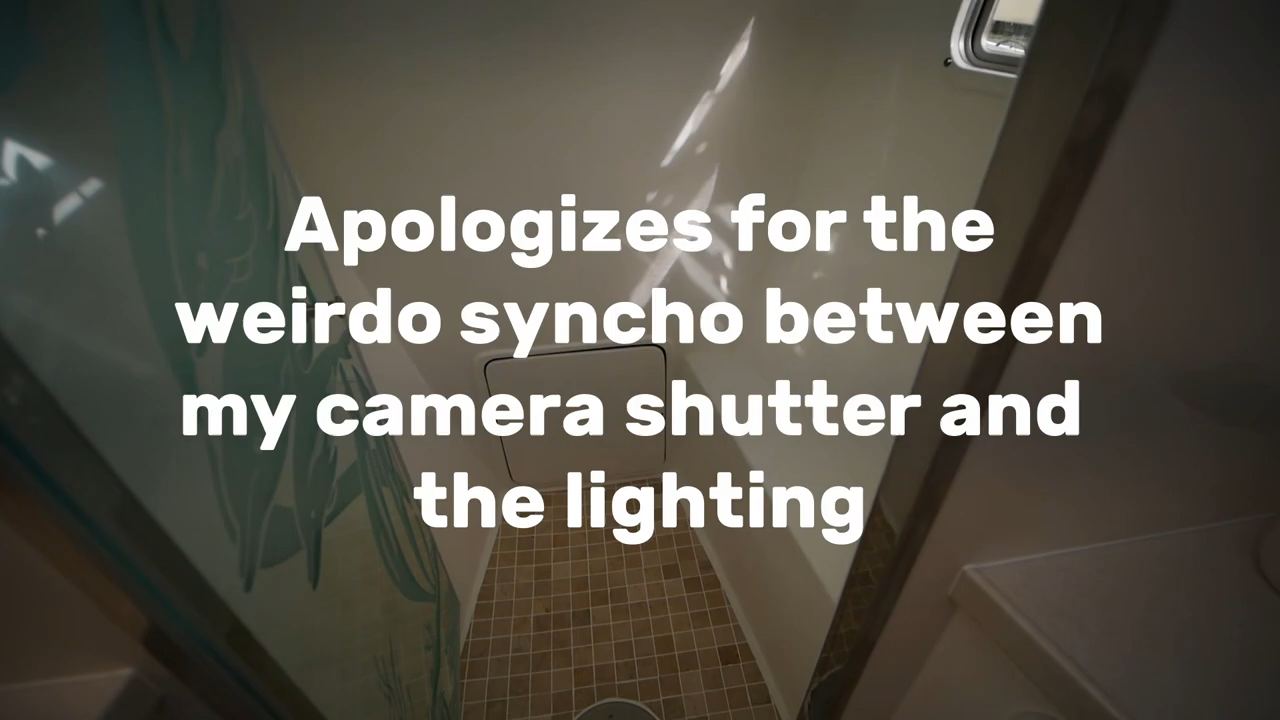 Apologizes for the
weirdo syncho between
my camera shutter and
the lighting